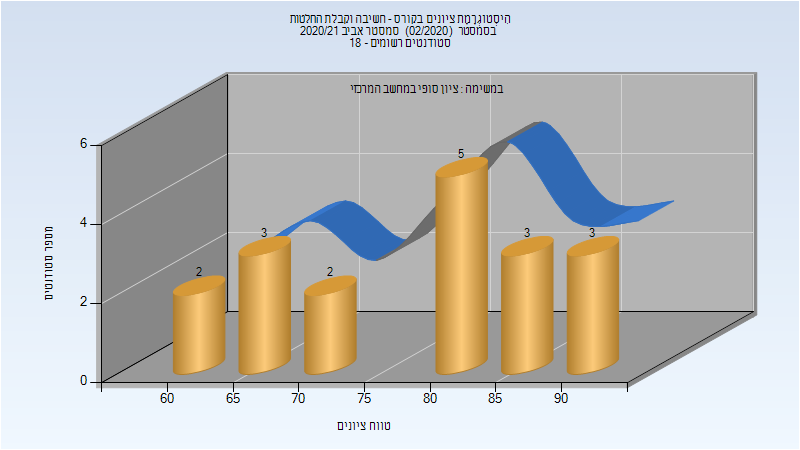 היסטוגרמת ציונים בקורס - חשיבה וקבלת החלטות
בסמסטר (02/2020) סמסטר אביב 2020/21
סטודנטים רשומים - 18
במשימה : ציון סופי במחשב המרכזי
מספר סטודנטים
6
4
2
0
2
3
2
5
3
3
60
65
70
75
80
85
90
טווח ציונים